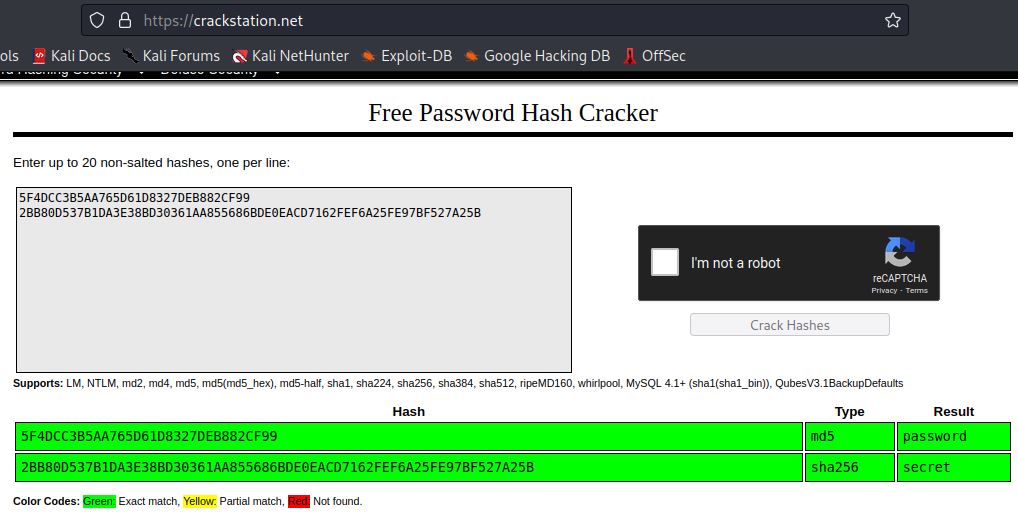 https://crackstation.net
ols Kali Docs Kali Forums Kali NetHunter Exploit-DB Google Hacking DB OffSec
Hashing Security Defuse Security
Free Password Hash Cracker
Enter up to 20 non-salted hashes, one per line:
5F4DCC3B5AA765D61D8327DEB882CF99
2BB80D537B1DA3E38BD30361AA855686BDE0EACD7162FEF6A25FE97BF527A25B
I'm not a robot
reCAPTCHA
Privacy - Terms
Crack Hashes
Supports: LM, NTLM, md2, md4, md5, md5(md5_hex), md5-half, sha1, sha224, sha256, sha384, sha512, ripeMD160, whirlpool, MySQL 4.1+ (sha1(sha1_bin)), QubesV3.1BackupDefaults
Hash Type Result
5F4DCC3B5AA765D61D8327DEB882CF99 md5 password
2BB80D537B1DA3E38BD30361AA855686BDE0EACD7162FEF6A25FE97BF527A25B sha256 secret
Color Codes: Green: Exact match, Yellow: Partial match, Red: Not found.